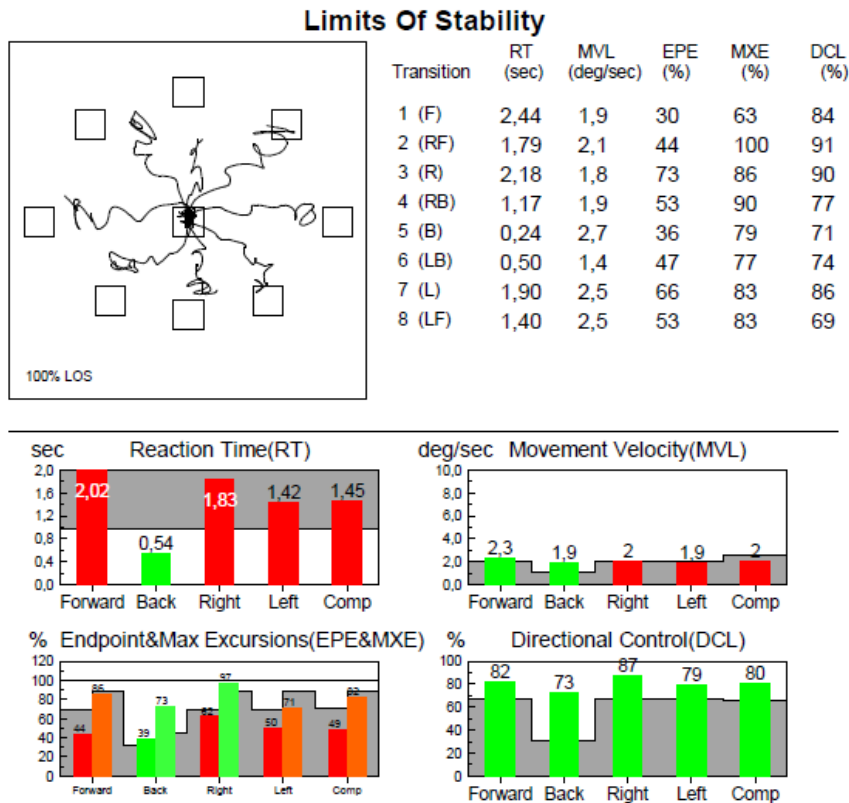 Limits Of Stability
Transition RT (sec) MVL (deg/sec) EPE (%) MXE (%) DCL (%)
1 (F) 2,44 1,9 30 63 84
2 (RF) 1,79 2,1 44 100 91
3 (R) 2,18 1,8 73 86 90
4 (RB) 1,17 1,9 53 90 77
5 (B) 0,24 2,7 36 79 71
6 (LB) 0,50 1,4 47 77 74
7 (L) 1,90 2,5 66 83 86
8 (LF) 1,40 2,5 53 83 69
100% LOS
sec Reaction Time(RT)
2,0
1,6
1,2
0,8
0,4
0,0
2,02 0,54 1,83 1,42 1,45
Forward Back Right Left Comp
deg/sec Movement Velocity(MVL)
10,0
8,0
6,0
4,0
2,0
0,0
2,3 1,9 2 1,9 2
Forward Back Right Left Comp
% Endpoint&Max Excursions(EPE&MXE)
120
100
80
60
40
20
0
44 86 39 73 62 97 50 71 49 82
Forward Back Right Left Comp
% Directional Control(DCL)
100
80
60
40
20
0
82 73 87 79 80
Forward Back Right Left Comp